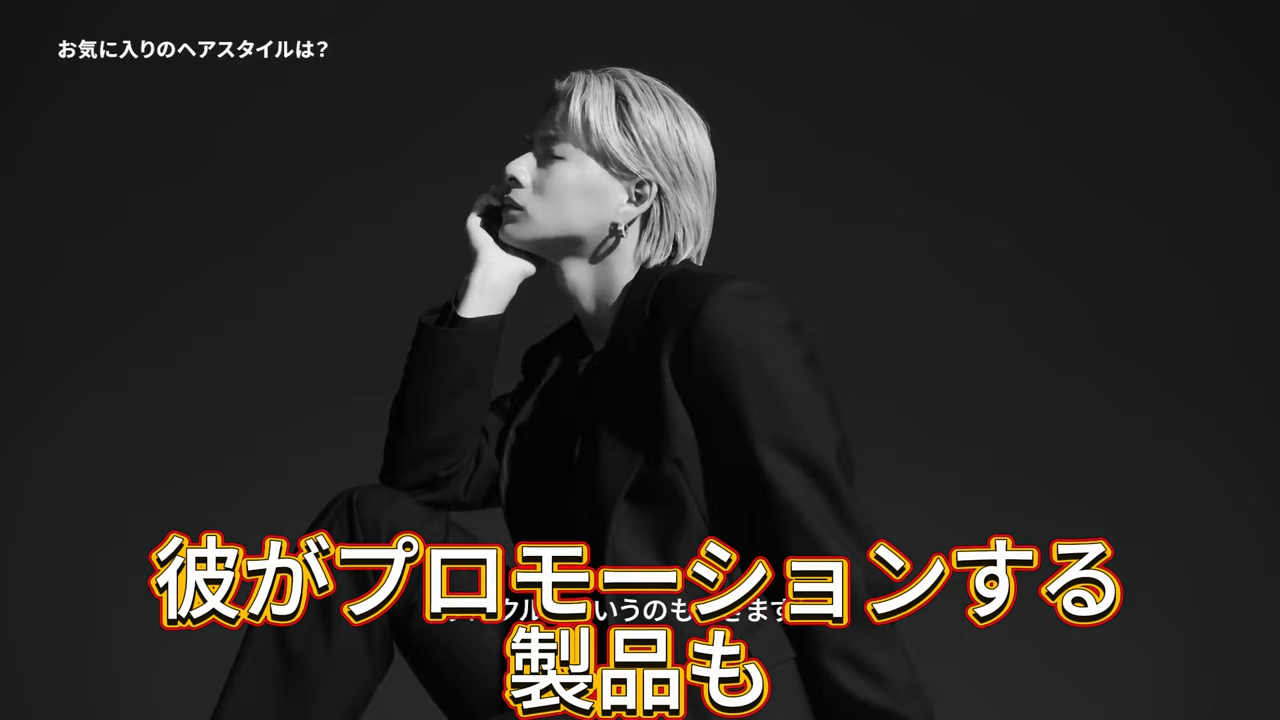 お気に入りのヘアスタイルは?
彼がプロモーションする
製品も